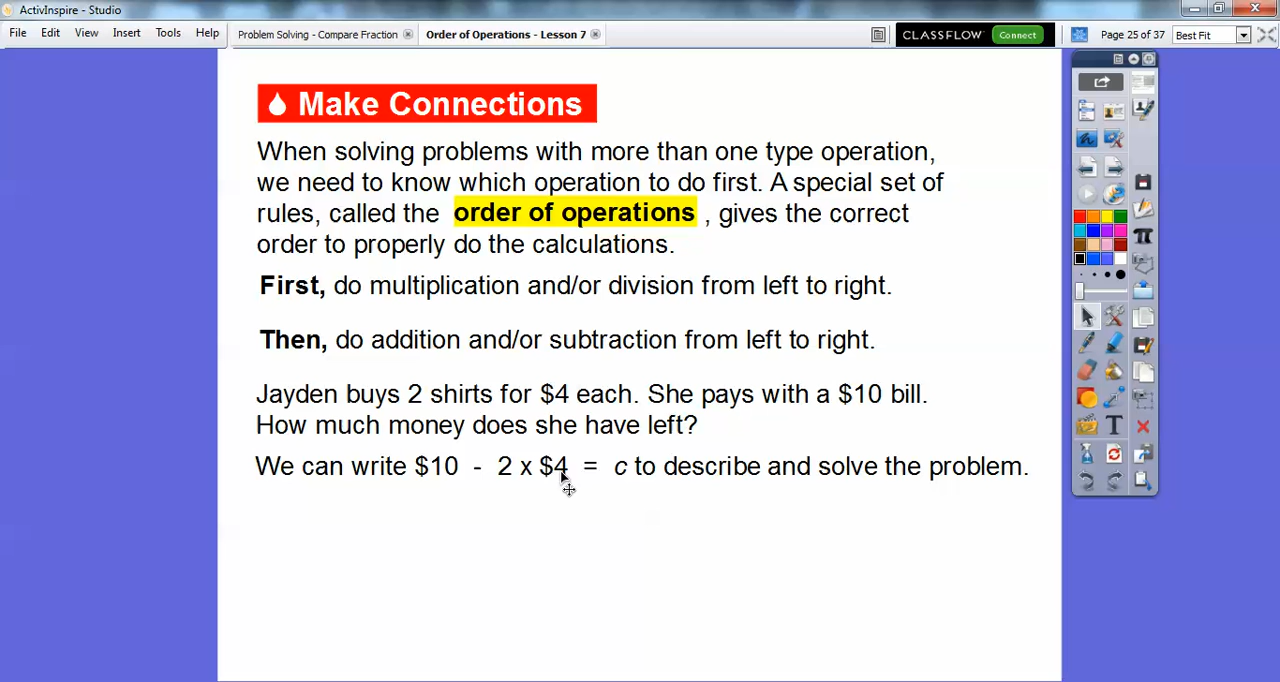 ActivInspire - Studio
File Edit View Insert Tools Help
Problem Solving - Compare Fraction
Order of Operations - Lesson 7
CLASSFLOW Connect
Page 25 of 37
Best Fit
Make Connections
When solving problems with more than one type operation,
we need to know which operation to do first. A special set of
rules, called the order of operations , gives the correct
order to properly do the calculations.
First, do multiplication and/or division from left to right.
Then, do addition and/or subtraction from left to right.
Jayden buys 2 shirts for $4 each. She pays with a $10 bill.
How much money does she have left?
We can write $10 - 2 x $4 = c to describe and solve the problem.